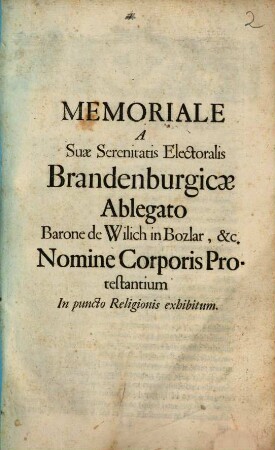 2
MEMORIALE
A
Suæ Serenitatis Electoralis
Brandenburgicæ
Ablegato
Barone de Wilich in Bozlar, &c.
Nomine Corporis Pro-
testantium
In puncto Religionis exhibitum.